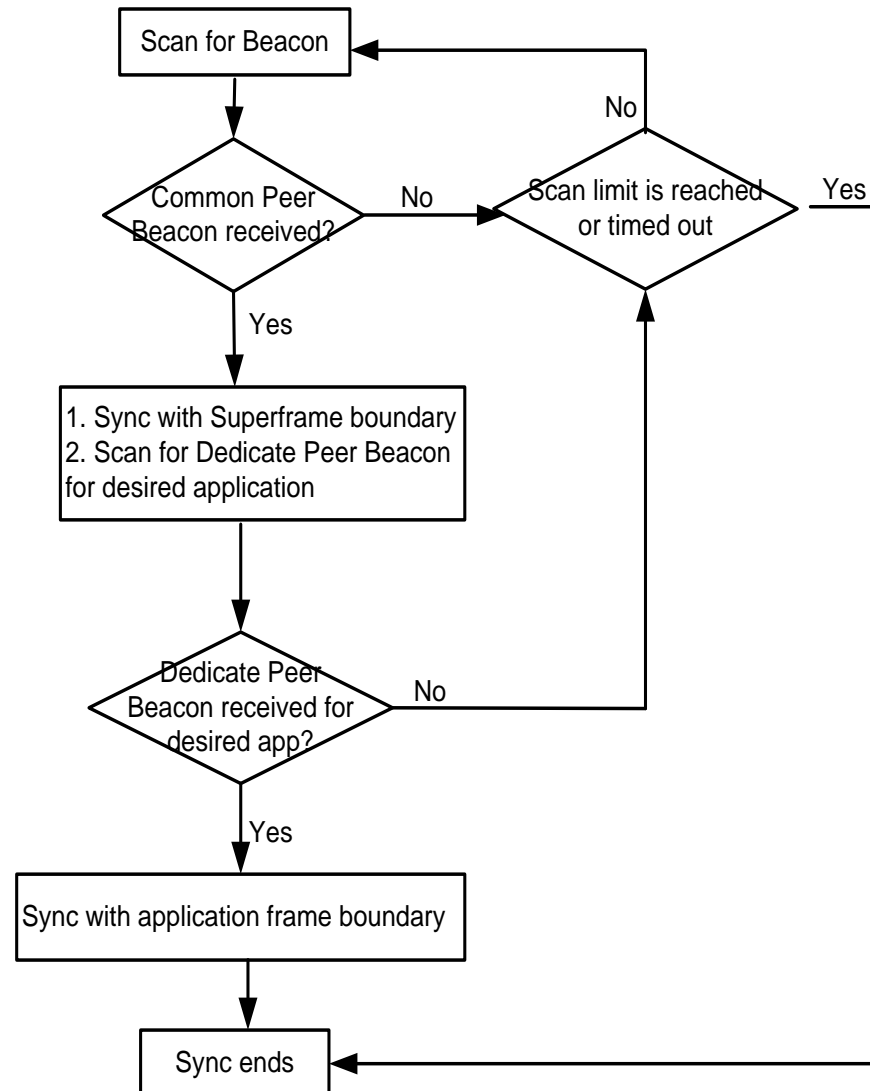 Scan for Beacon
No
Common Peer
Beacon received?
No
Scan limit is reached
or timed out
Yes
Yes
1. Sync with Superframe boundary
2. Scan for Dedicate Peer Beacon
for desired application
Dedicate Peer
Beacon received for
desired app?
No
Yes
Sync with application frame boundary
Sync ends